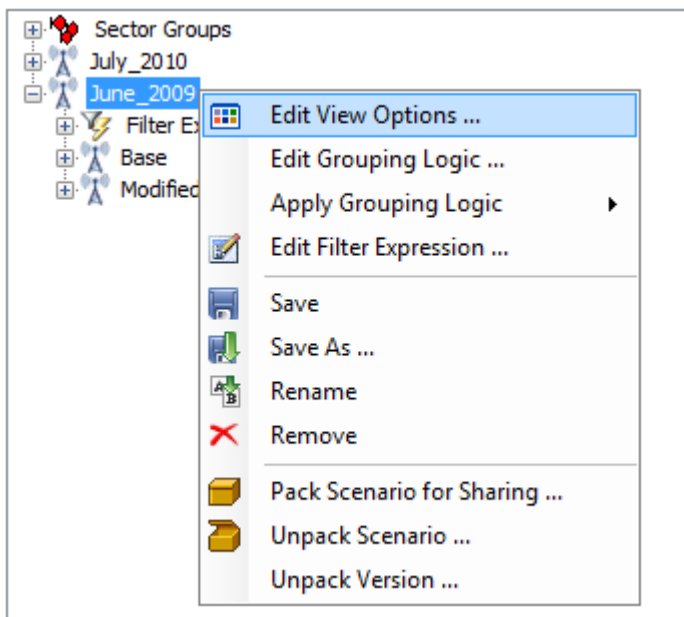 Sector Groups
July_2010
June_2009
Filter Ex
Base
Modified
Edit View Options ...
Edit Grouping Logic ...
Apply Grouping Logic
Edit Filter Expression ...
Save
Save As ...
Rename
Remove
Pack Scenario for Sharing ...
Unpack Scenario ...
Unpack Version ...